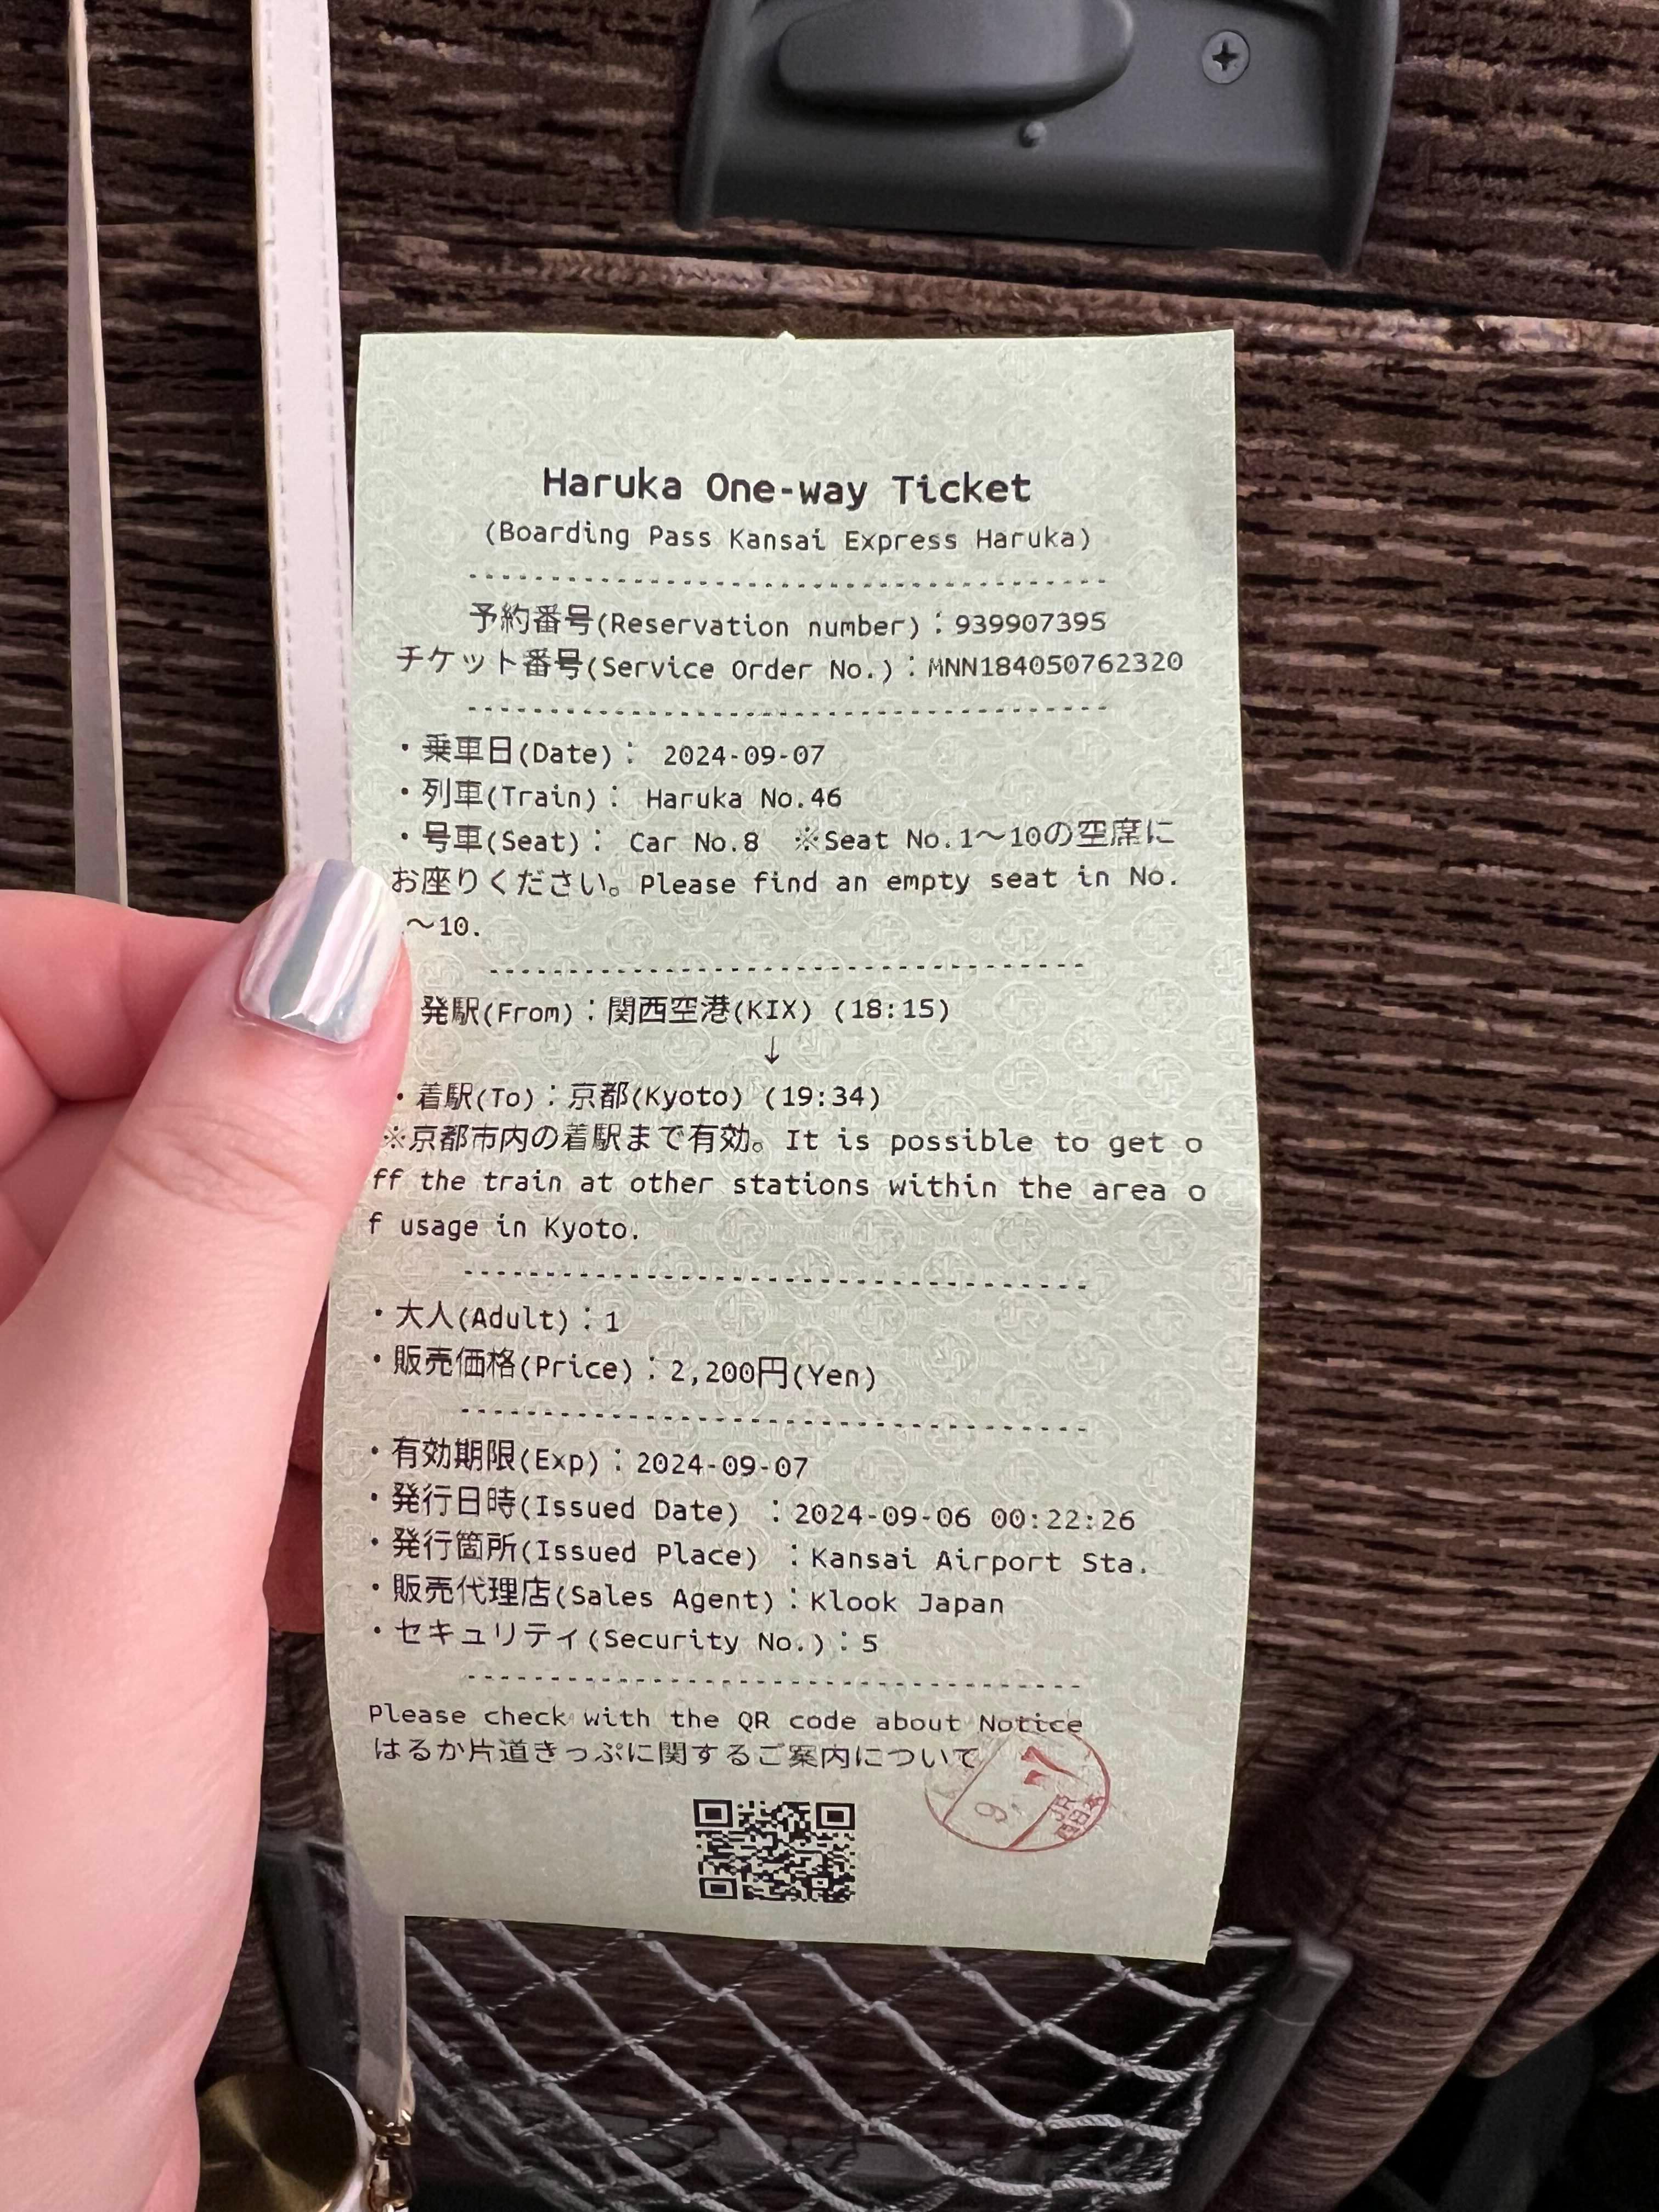 Haruka One-way Ticket
(Boarding Pass Kansai Express Haruka)
予約番号(Reservation number)：939907395
チケット番号(Service Order No.)：MNN184050762320
・乗車日(Date)： 2024-09-07
・列車(Train)： Haruka No.46
・号車(Seat)： Car No.8 ※Seat No.1～10の空席に
お座りください。Please find an empty seat in No.
～10.
発駅(From)：関西空港(KIX) (18:15)
↓
・着駅(To)：京都(Kyoto) (19:34)
※京都市内の着駅まで有効。It is possible to get o
ff the train at other stations within the area o
f usage in Kyoto.
・大人(Adult)：1
・販売価格(Price)：2,200円(Yen)
・有効期限(Exp)：2024-09-07
・発行日時(Issued Date) ：2024-09-06 00:22:26
・発行箇所(Issued Place) ：Kansai Airport Sta.
・販売代理店(Sales Agent)：Klook Japan
・セキュリティ(Security No.)：5
Please check with the QR code about Notice
はるか片道きっぷに関するご案内について
9. 7
JR西日本